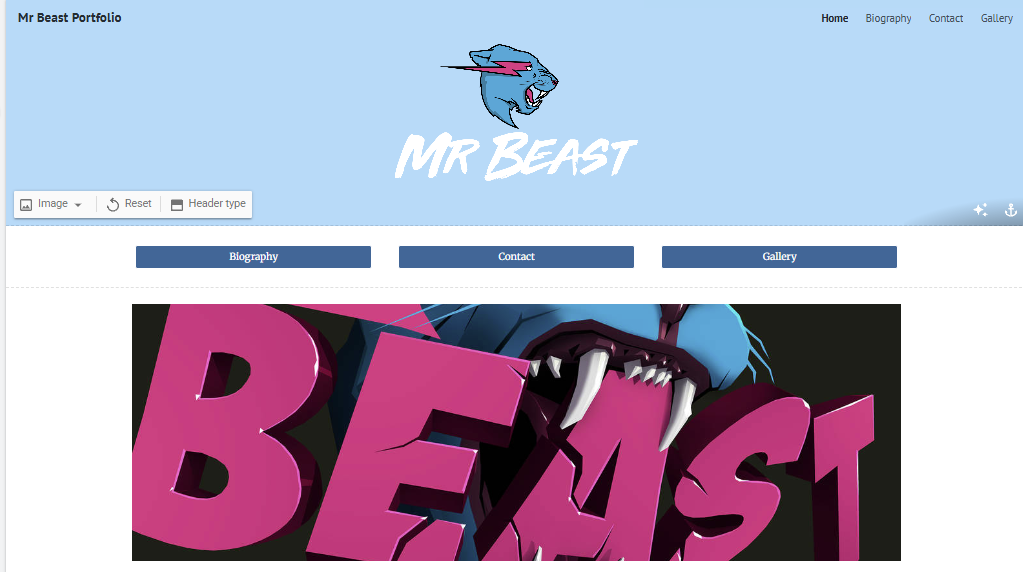 Mr Beast Portfolio
Home Biography Contact Gallery
MR BEAST
Image Reset Header type
Biography Contact Gallery
BEAST